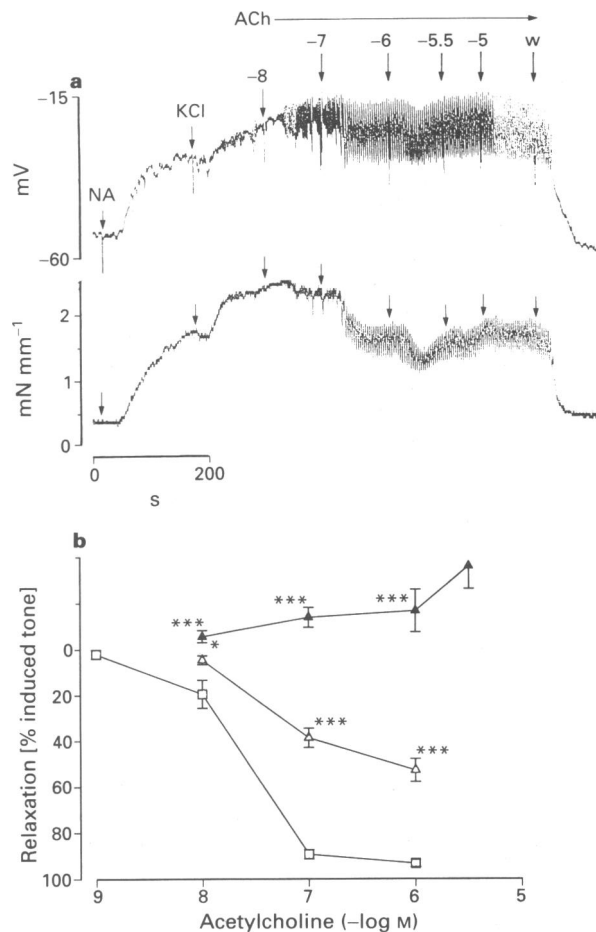 ACh
-7 -6 -5.5 -5 w
-8
a
KCl
NA
-15
mV
-60
2
mN mm⁻¹
1
0
0 200
s
b
***
***
***
*
***
***
0
20
40
60
80
100
Relaxation [% induced tone]
9 8 7 6 5
Acetylcholine (-log M)